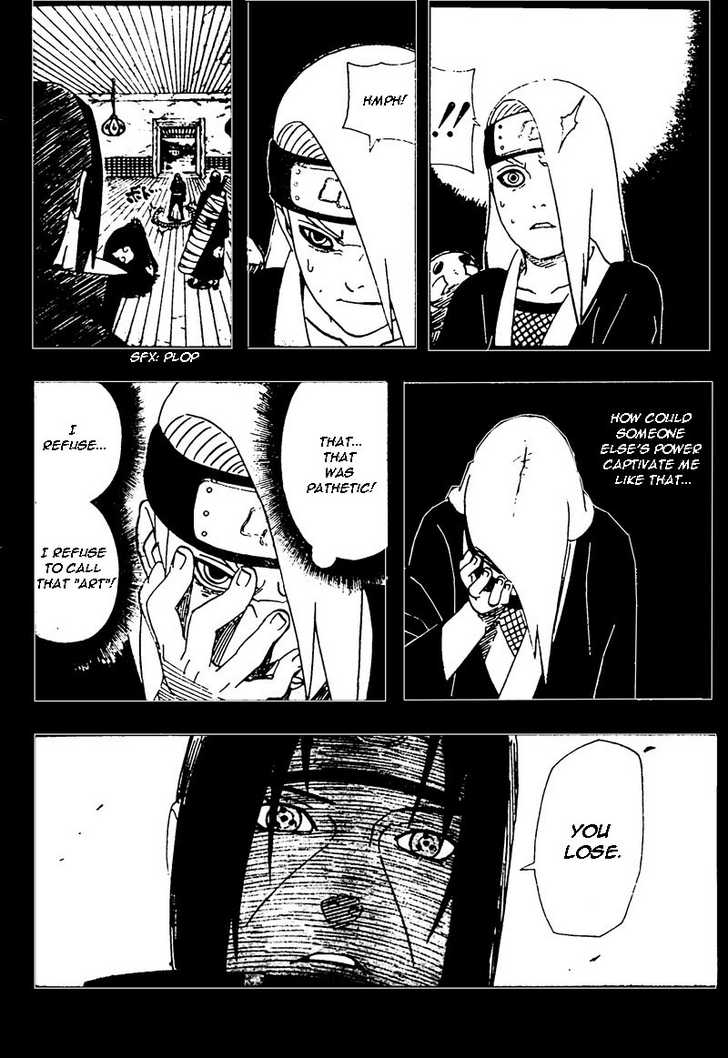 !!
HMPH!
SFX: PLOP
HOW COULD
SOMEONE
ELSE'S POWER
CAPTIVATE ME
LIKE THAT...
THAT...
THAT
WAS
PATHETIC!
I
REFUSE...
I REFUSE
TO CALL
THAT "ART"!
YOU
LOSE.